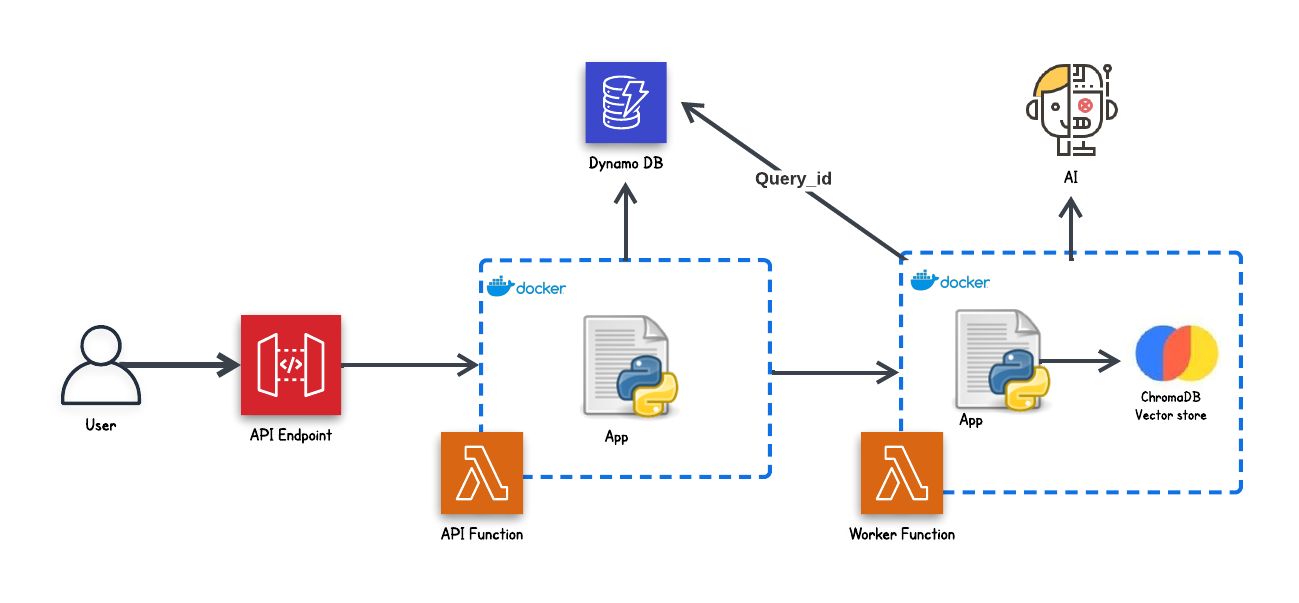 Dynamo DB
Query_id
AI
docker
docker
User
API Endpoint
</>
App
App
ChromaDB
Vector store
API Function
Worker Function